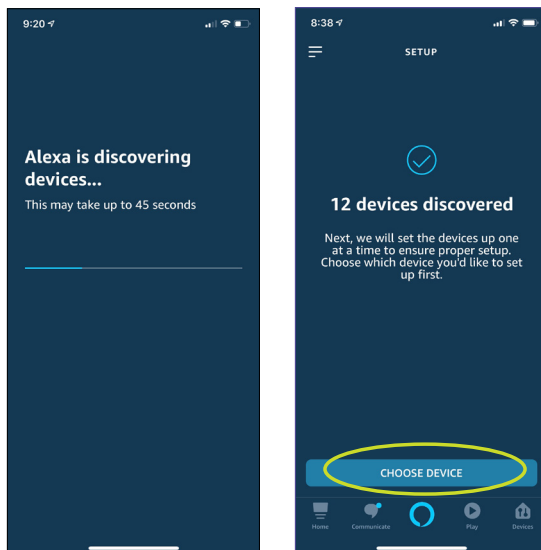 9:20
Alexa is discovering
devices...
This may take up to 45 seconds
8:38
SETUP
12 devices discovered
Next, we will set the devices up one
at a time to ensure proper setup.
Choose which device you'd like to set
up first.
CHOOSE DEVICE
Home
Communicate
Play
Devices